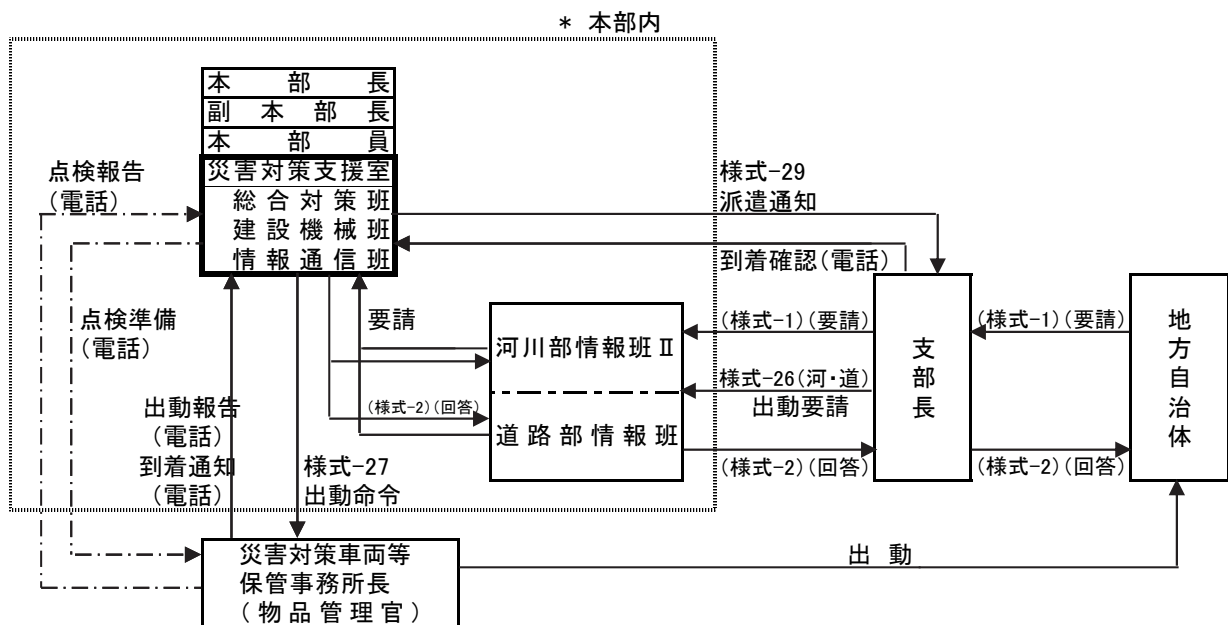 * 本部内
本部長
副本部長
本部員
災害対策支援室
総合対策班
建設機械班
情報通信班
点検報告
(電話)
点検準備
(電話)
様式-29
派遣通知
到着確認(電話)
要請
河川部情報班Ⅱ
道路部情報班
(様式-2)(回答)
(様式-1)(要請)
様式-26(河・道)
出動要請
(様式-2)(回答)
支部長
(様式-1)(要請)
(様式-2)(回答)
地方自治体
出動報告
(電話)
到着通知
(電話)
様式-27
出動命令
災害対策車両等
保管事務所長
(物品管理官)
出動